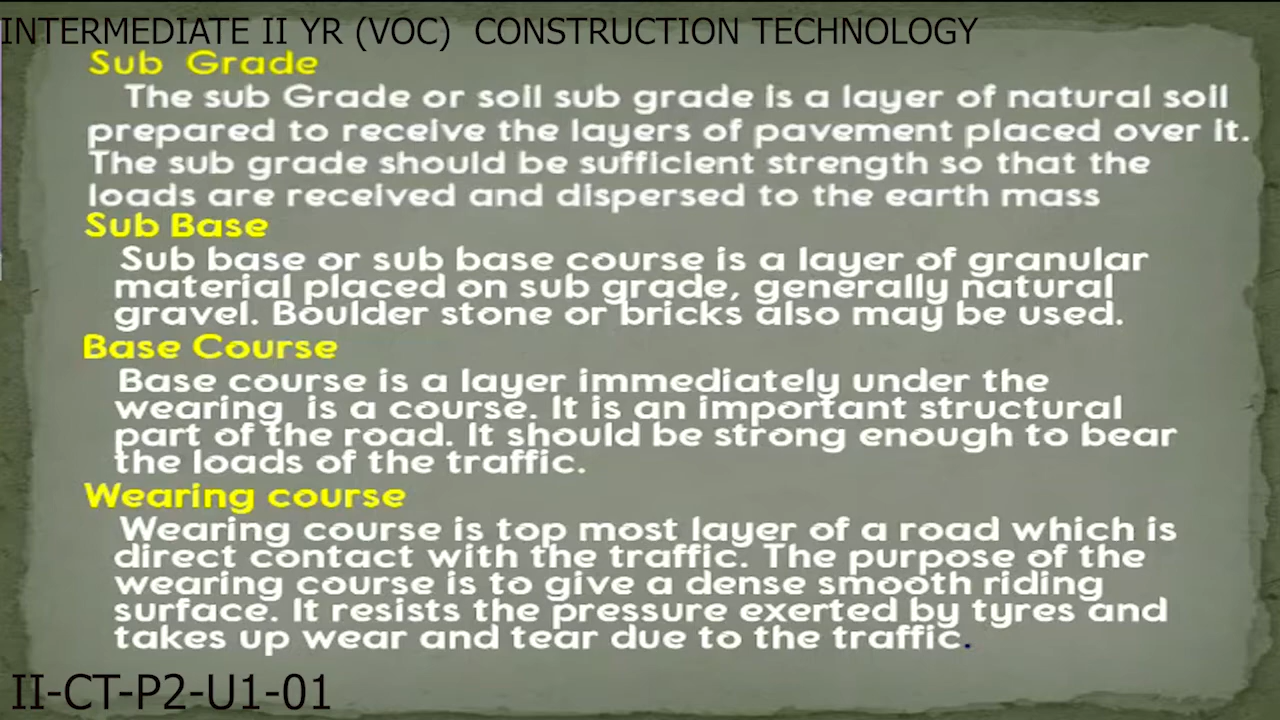 INTERMEDIATE II YR (VOC)  CONSTRUCTION TECHNOLOGY
Sub Grade
The sub Grade or soil sub grade is a layer of natural soil
prepared to receive the layers of pavement placed over it.
The sub grade should be sufficient strength so that the
loads are received and dispersed to the earth mass
Sub Base
Sub base or sub base course is a layer of granular
material placed on sub grade, generally natural
gravel. Boulder stone or bricks also may be used.
Base Course
Base course is a layer immediately under the
wearing is a course. It is an important structural
part of the road. It should be strong enough to bear
the loads of the traffic.
Wearing course
Wearing course is top most layer of a road which is
direct contact with the traffic. The purpose of the
wearing course is to give a dense smooth riding
surface. It resists the pressure exerted by tyres and
takes up wear and tear due to the traffic.
II-CT-P2-U1-01